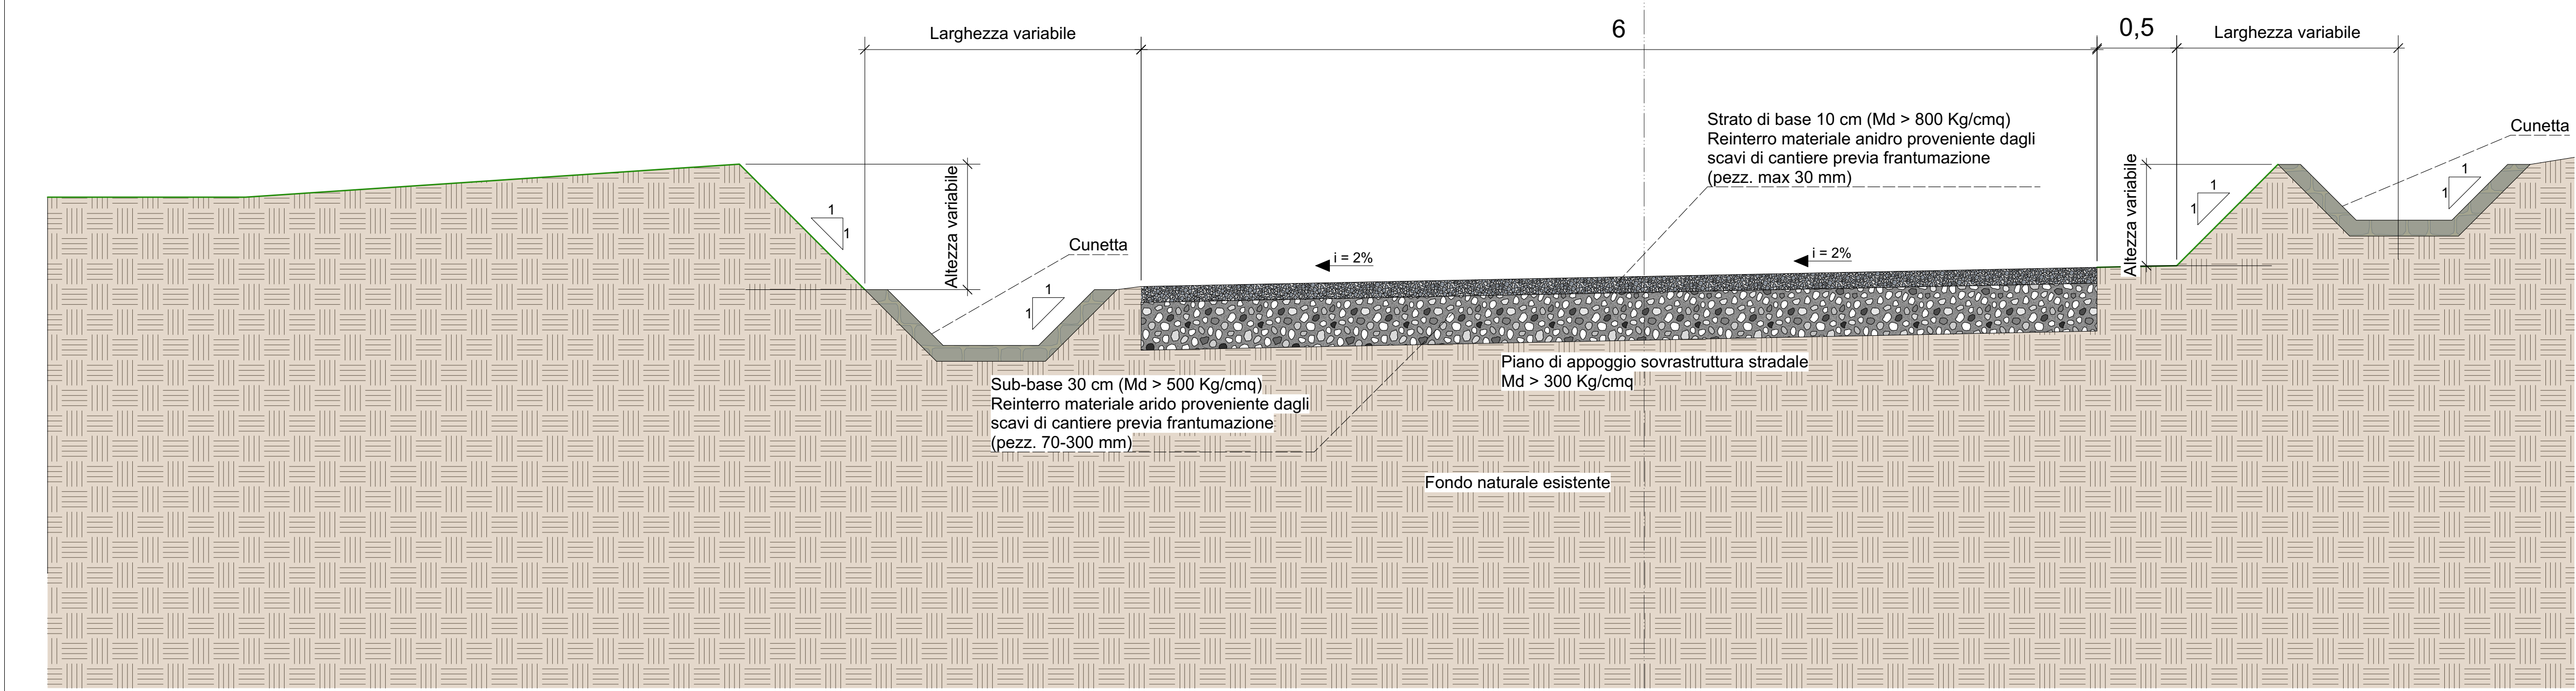 Larghezza variabile
6
0,5
Larghezza variabile
Strato di base 10 cm (Md > 800 Kg/cmq)
Reinterro materiale anidro proveniente dagli
scavi di cantiere previa frantumazione
(pezz. max 30 mm)
Cunetta
1
1
Altezza variabile
Altezza variabile
1
1
1
1
Cunetta
i = 2%
i = 2%
1
1
Piano di appoggio sovrastruttura stradale
Md > 300 Kg/cmq
Sub-base 30 cm (Md > 500 Kg/cmq)
Reinterro materiale arido proveniente dagli
scavi di cantiere previa frantumazione
(pezz. 70-300 mm)
Fondo naturale esistente